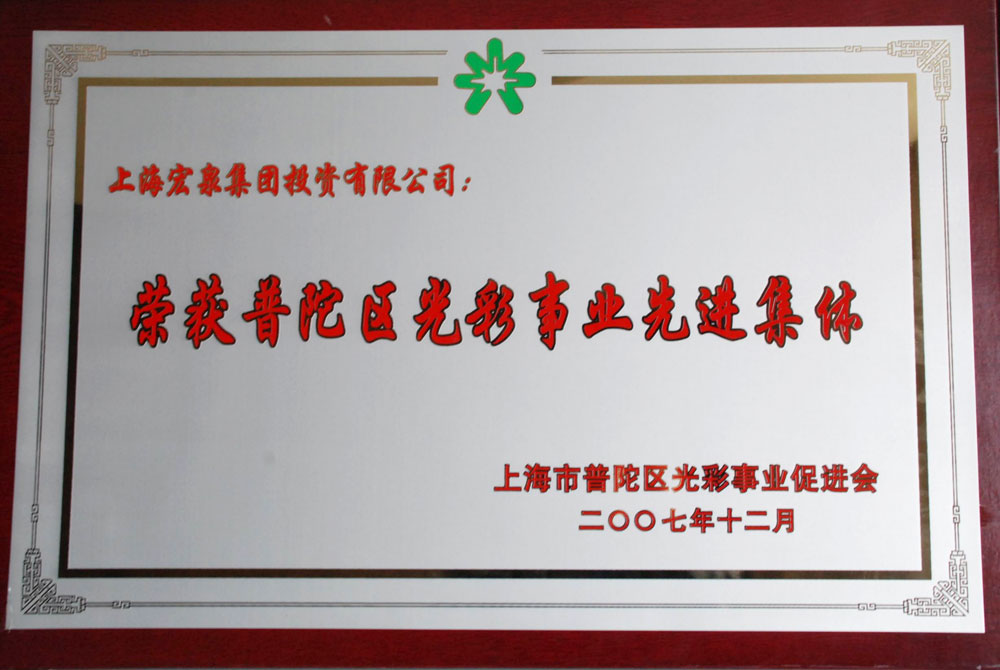 上海宏泉集团投资有限公司：
荣获普陀区光彩事业先进集体
上海市普陀区光彩事业促进会
二〇〇七年十二月